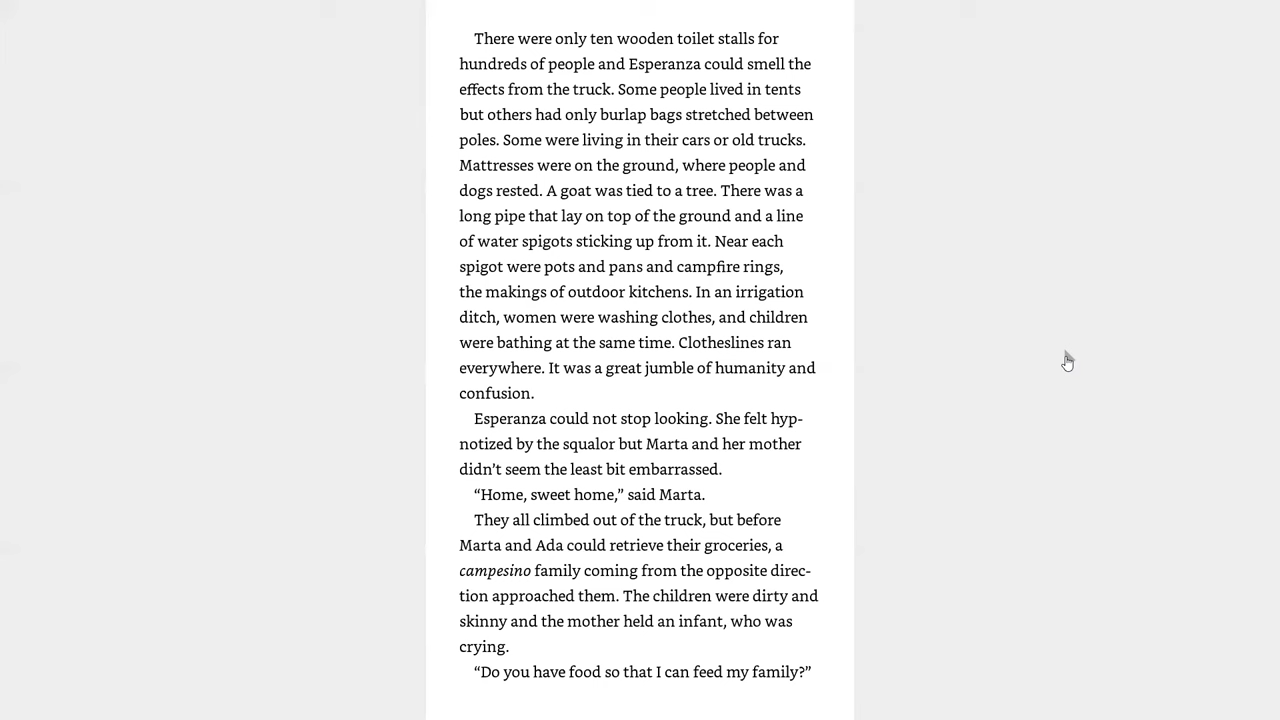 There were only ten wooden toilet stalls for
hundreds of people and Esperanza could smell the
effects from the truck. Some people lived in tents
but others had only burlap bags stretched between
poles. Some were living in their cars or old trucks.
Mattresses were on the ground, where people and
dogs rested. A goat was tied to a tree. There was a
long pipe that lay on top of the ground and a line
of water spigots sticking up from it. Near each
spigot were pots and pans and campfire rings,
the makings of outdoor kitchens. In an irrigation
ditch, women were washing clothes, and children
were bathing at the same time. Clotheslines ran
everywhere. It was a great jumble of humanity and
confusion.
Esperanza could not stop looking. She felt hyp-
notized by the squalor but Marta and her mother
didn’t seem the least bit embarrassed.
“Home, sweet home,” said Marta.
They all climbed out of the truck, but before
Marta and Ada could retrieve their groceries, a
campesino family coming from the opposite direc-
tion approached them. The children were dirty and
skinny and the mother held an infant, who was
crying.
“Do you have food so that I can feed my family?”